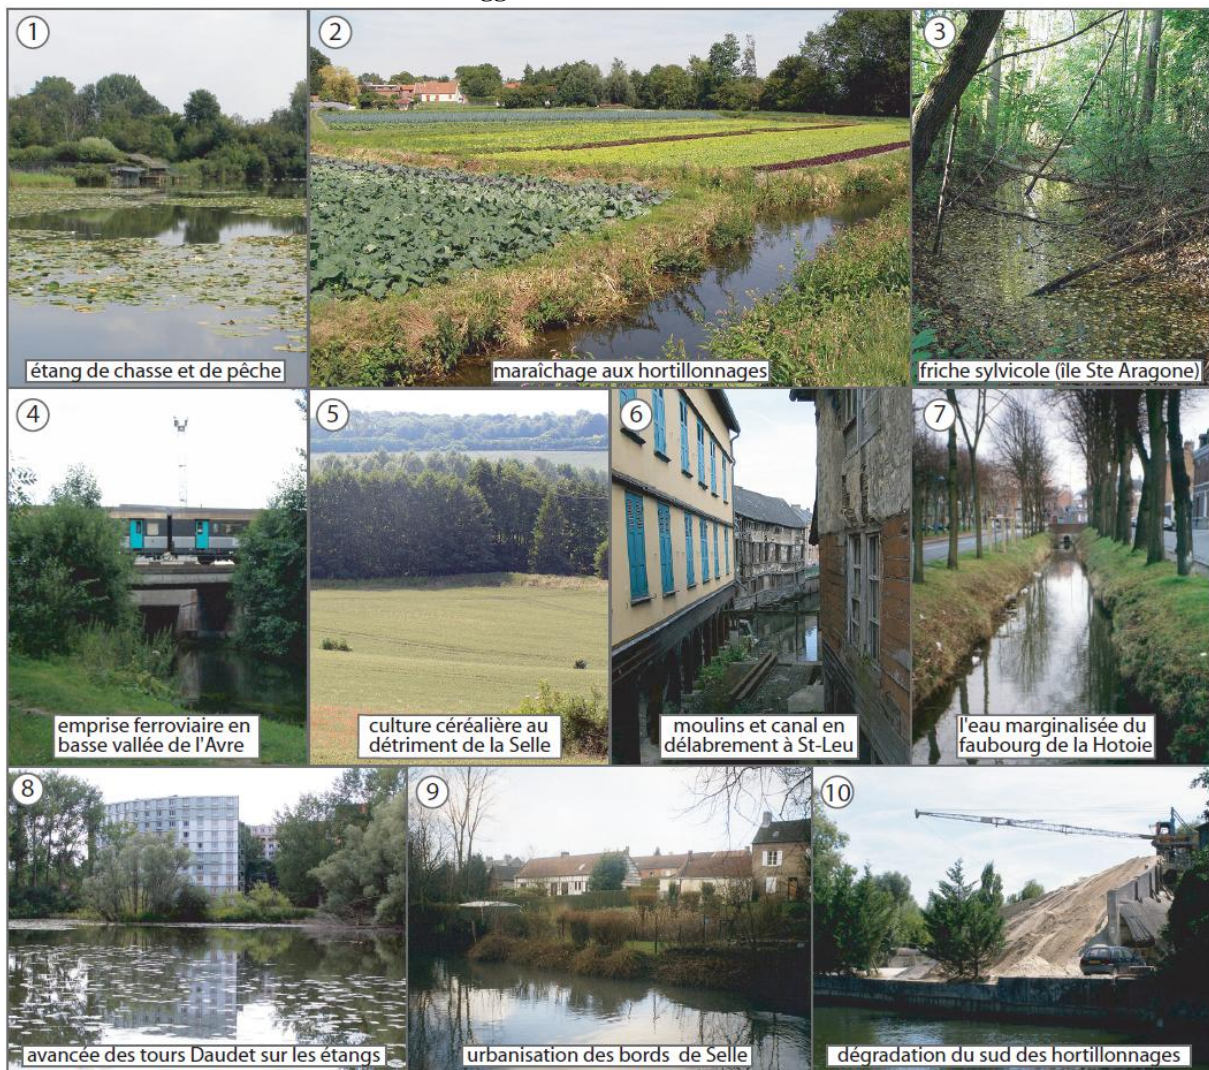 1
étang de chasse et de pêche
2
maraîchage aux hortillonnages
3
friche sylvicole (île Ste Aragone)
4
emprise ferroviaire en
basse vallée de l'Avre
5
culture céréalière au
détriment de la Selle
6
moulins et canal en
délabrement à St-Leu
7
l'eau marginalisée du
faubourg de la Hotoie
8
avancée des tours Daudet sur les étangs
9
urbanisation des bords de Selle
10
dégradation du sud des hortillonnages